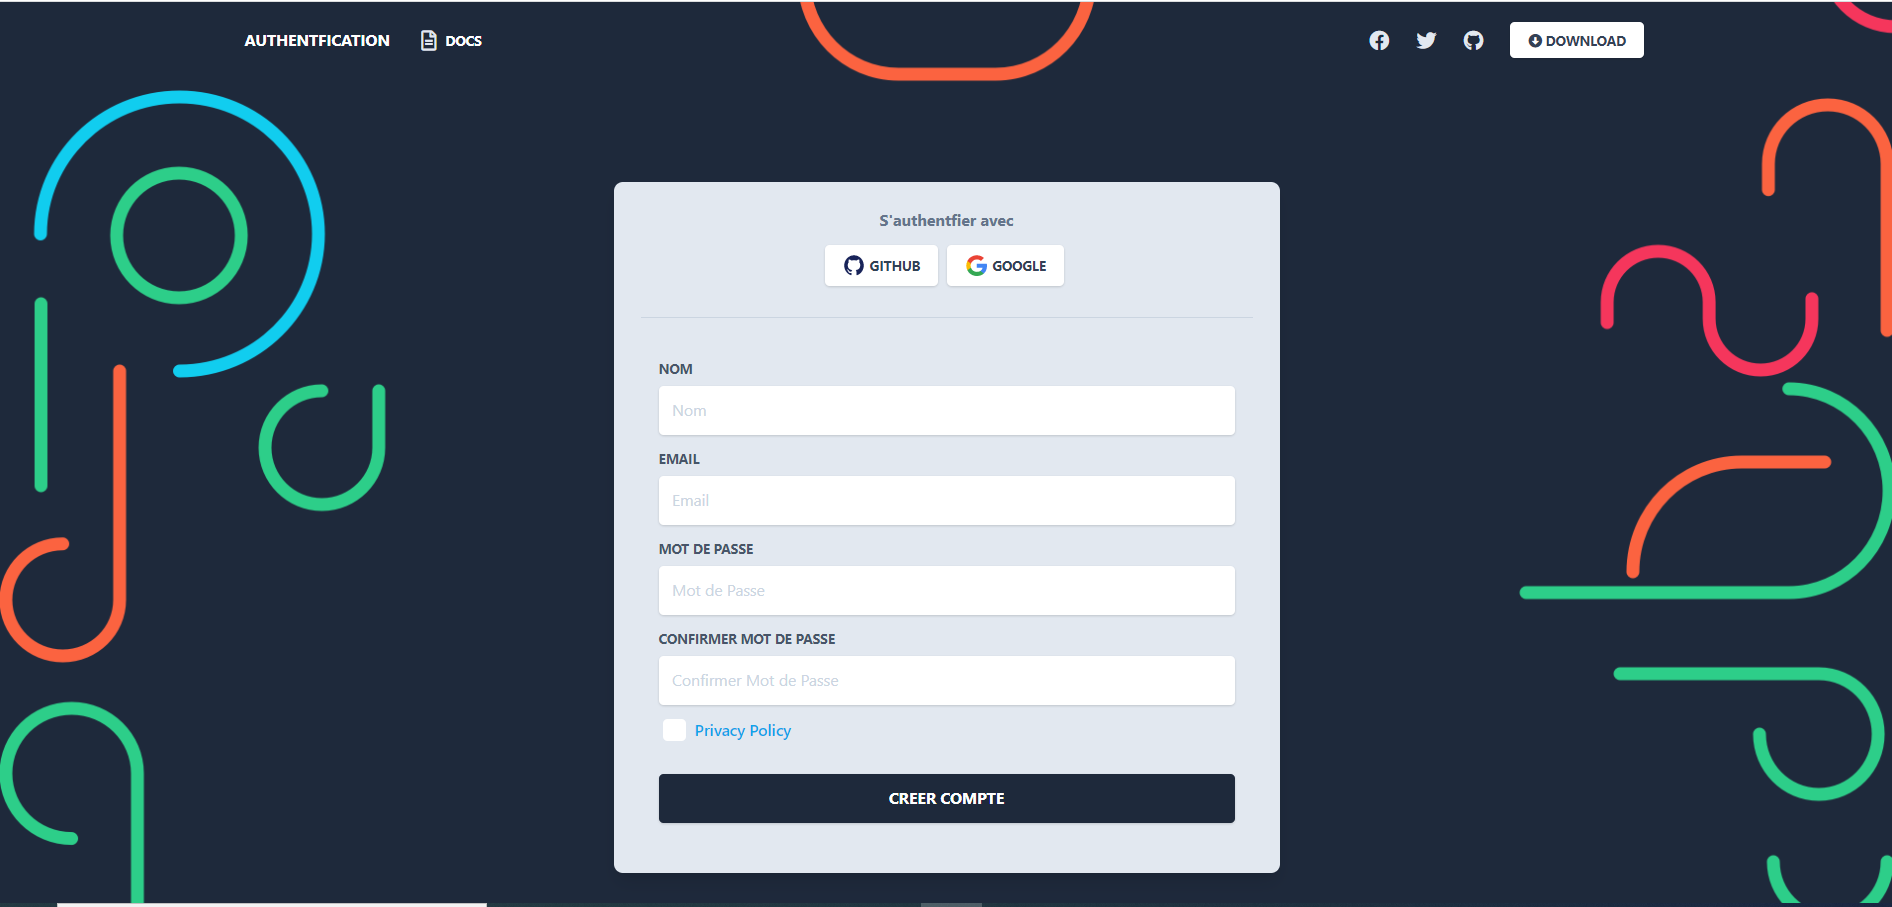 AUTHENTFICATION DOCS DOWNLOAD
S'authentfier avec
GITHUB GOOGLE
NOM
Nom
EMAIL
Email
MOT DE PASSE
Mot de Passe
CONFIRMER MOT DE PASSE
Confirmer Mot de Passe
Privacy Policy
CREER COMPTE